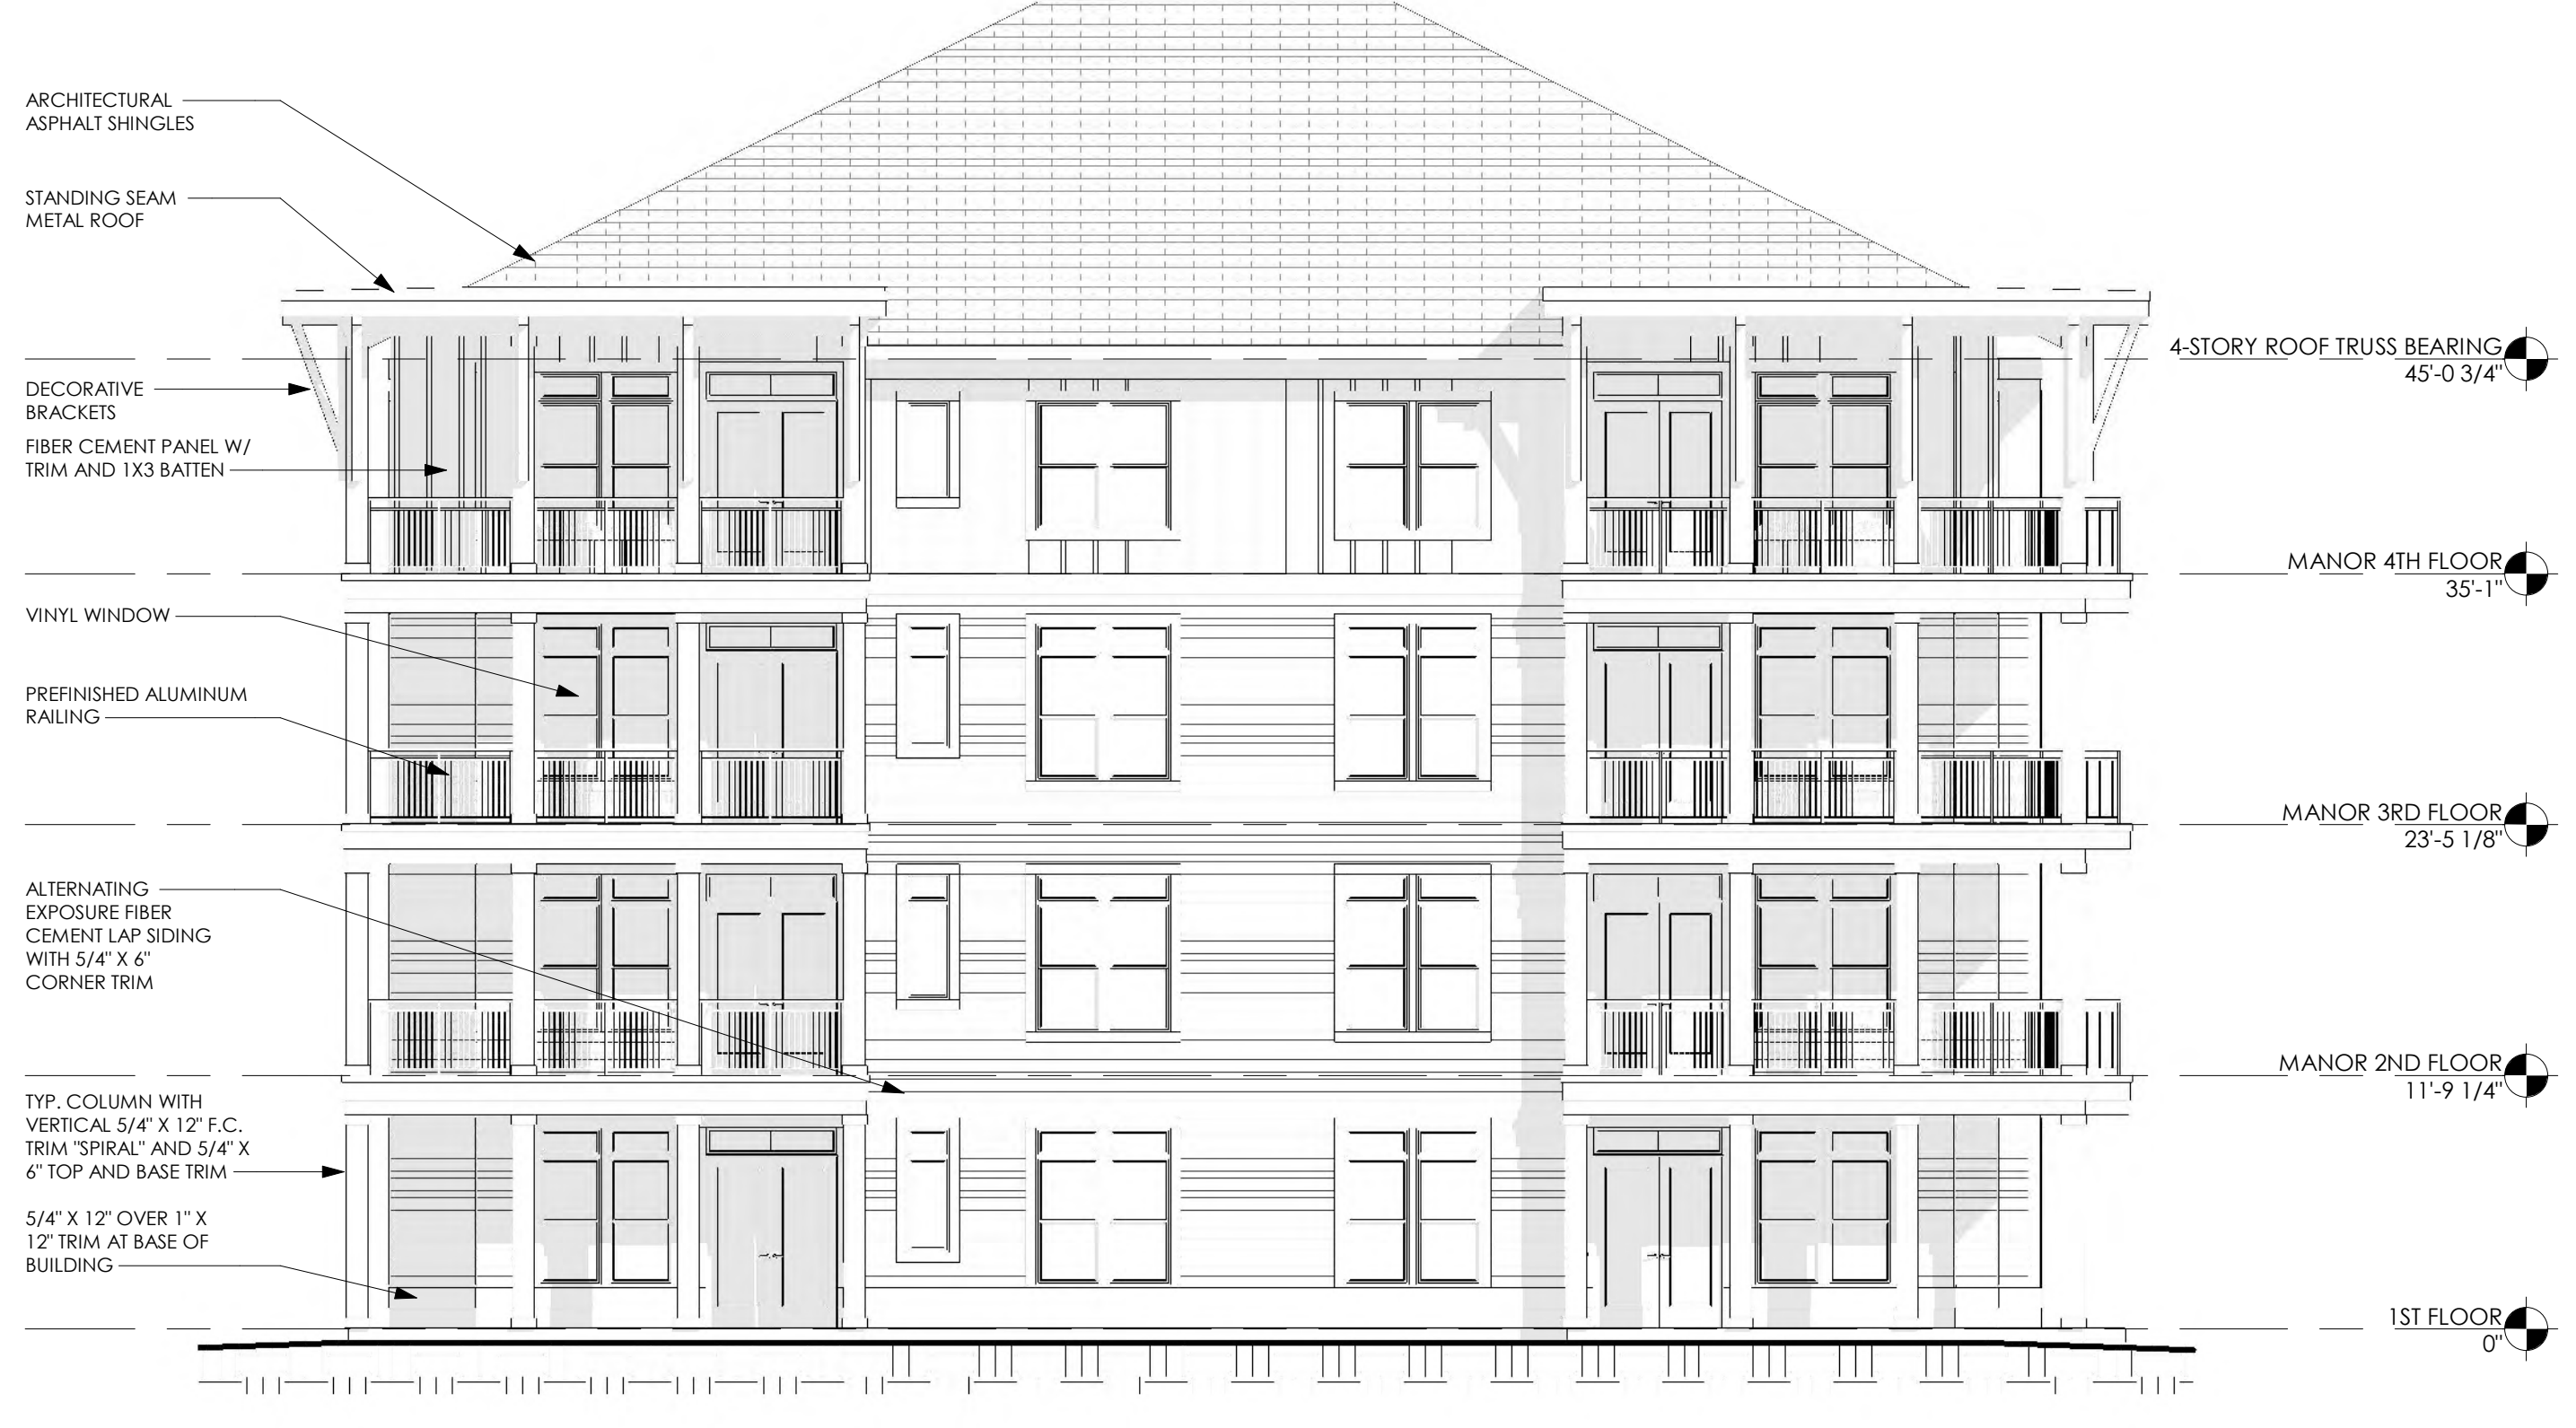 ARCHITECTURAL
ASPHALT SHINGLES
STANDING SEAM
METAL ROOF
DECORATIVE
BRACKETS
FIBER CEMENT PANEL W/
TRIM AND 1X3 BATTEN
VINYL WINDOW
PREFINISHED ALUMINUM
RAILING
ALTERNATING
EXPOSURE FIBER
CEMENT LAP SIDING
WITH 5/4" X 6"
CORNER TRIM
TYP. COLUMN WITH
VERTICAL 5/4" X 12" F.C.
TRIM "SPIRAL" AND 5/4" X
6" TOP AND BASE TRIM
5/4" X 12" OVER 1" X
12" TRIM AT BASE OF
BUILDING
4-STORY ROOF TRUSS BEARING
45'-0 3/4"
MANOR 4TH FLOOR
35'-1"
MANOR 3RD FLOOR
23'-5 1/8"
MANOR 2ND FLOOR
11'-9 1/4"
1ST FLOOR
0"